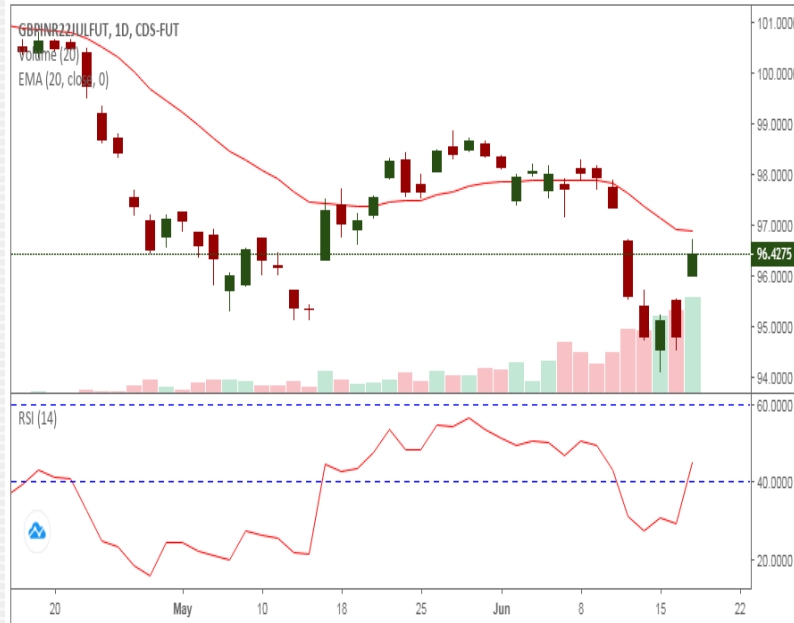 GBPINR22JULFUT, 1D, CDS-FUT
Volume (20)
EMA (20, close, 0)
101.0000
100.0000
99.0000
98.0000
97.0000
96.4275
96.0000
95.0000
94.0000
RSI (14)
60.0000
40.0000
20.0000
20 May 10 18 25 Jun 8 15 22